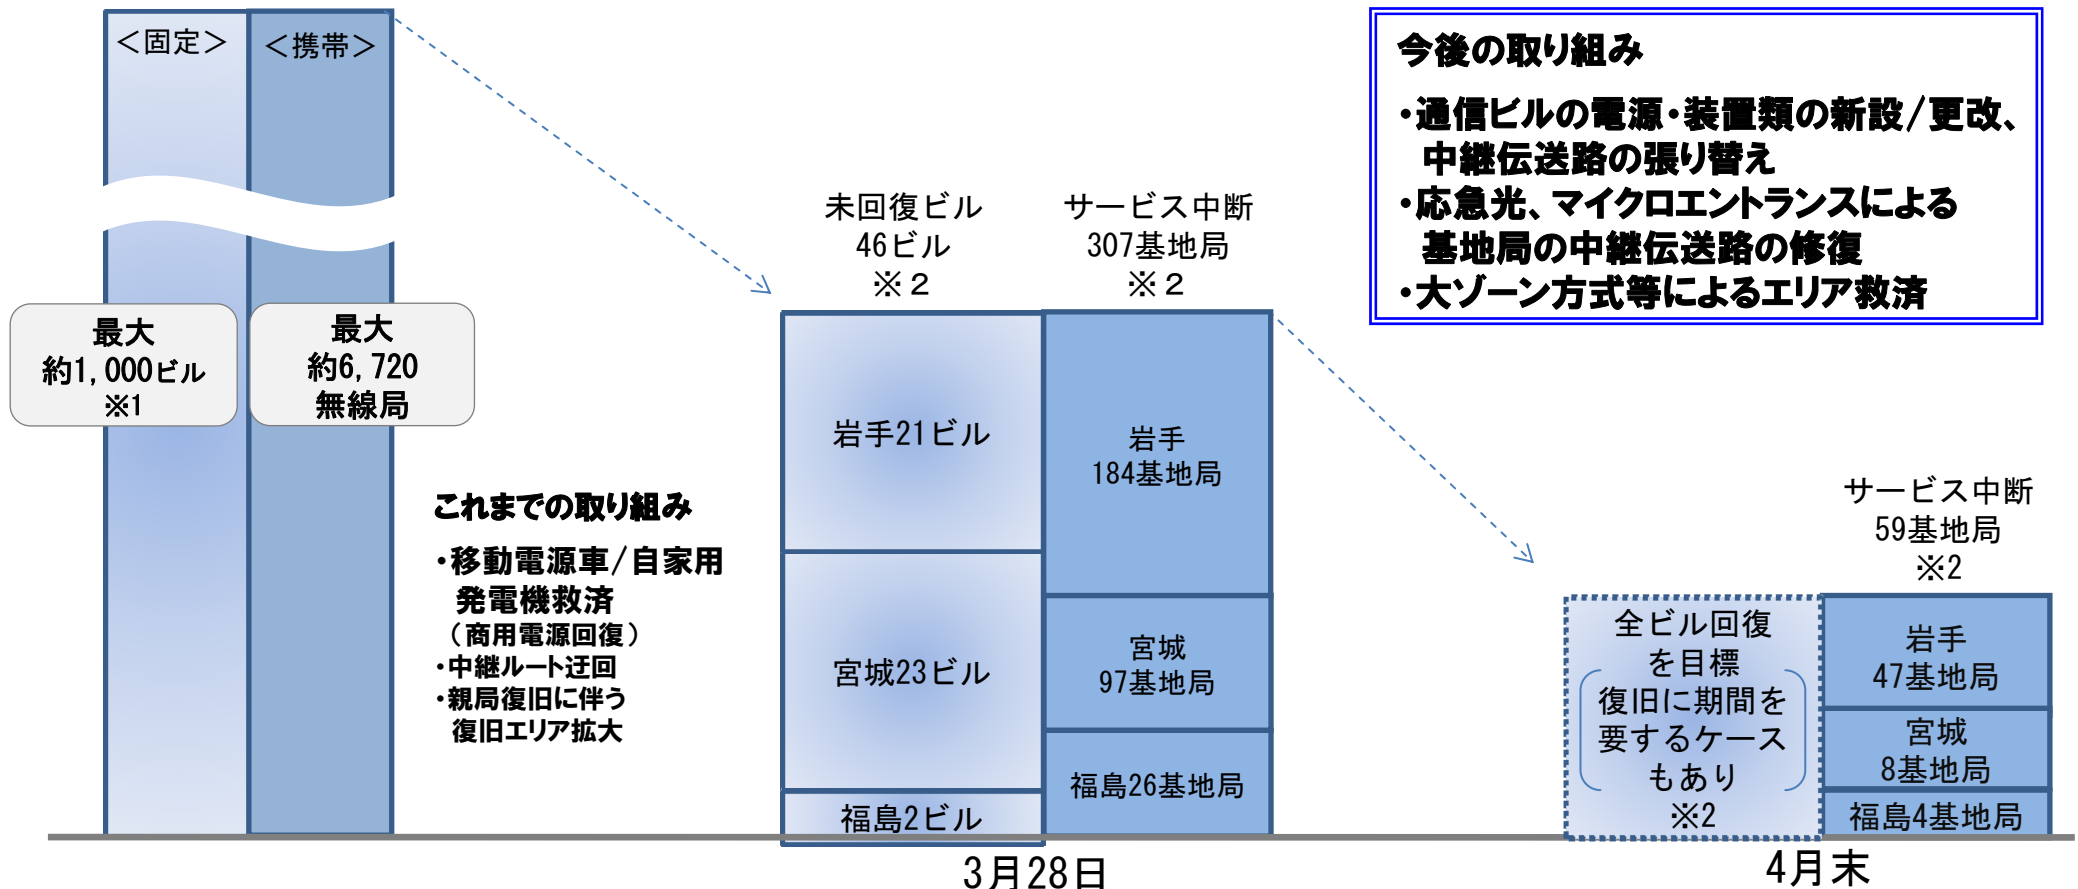 <固定>
<携帯>
最大
約1,000ビル
※1
最大
約6,720
無線局
これまでの取り組み
・移動電源車/自家用
発電機救済
(商用電源回復)
・中継ルート迂回
・親局復旧に伴う
復旧エリア拡大
未回復ビル
46ビル
※2
サービス中断
307基地局
※2
岩手21ビル
宮城23ビル
福島2ビル
岩手
184基地局
宮城
97基地局
福島26基地局
3月28日
今後の取り組み
・通信ビルの電源・装置類の新設/更改、
中継伝送路の張り替え
・応急光、マイクロエントランスによる
基地局の中継伝送路の修復
・大ゾーン方式等によるエリア救済
サービス中断
59基地局
※2
全ビル回復
を目標
復旧に期間を
要するケース
もあり
※2
岩手
47基地局
宮城
8基地局
福島4基地局
4月末